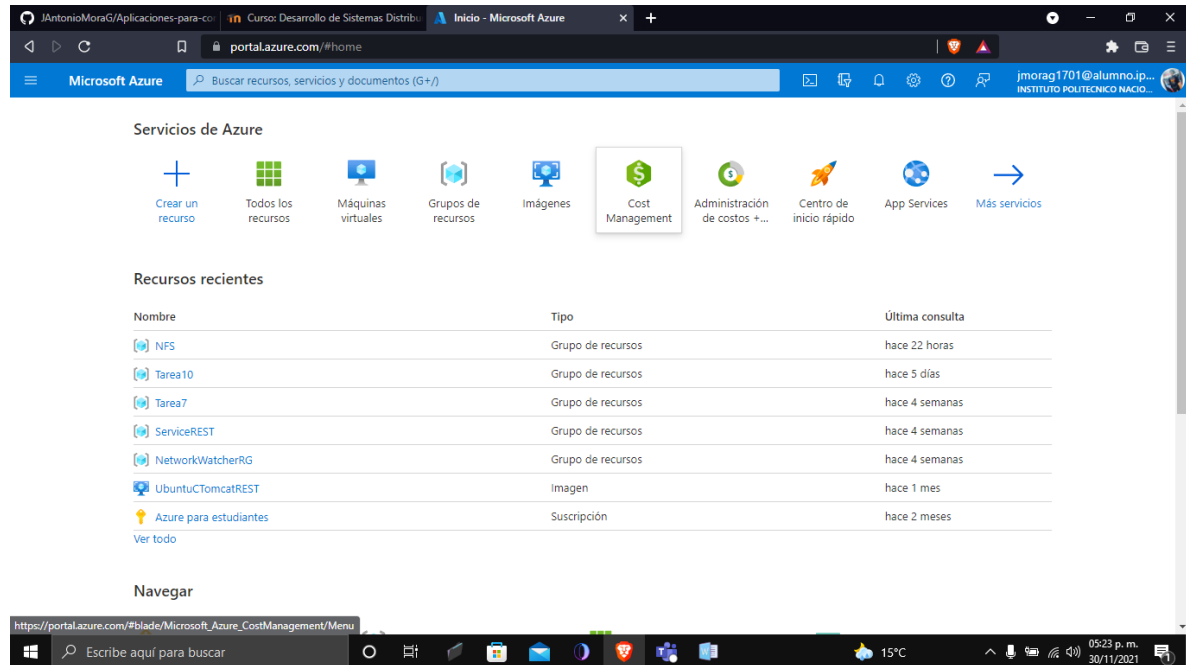 JAntonioMoraG/Aplicaciones-para-co
Curso: Desarrollo de Sistemas Distribu
Inicio - Microsoft Azure
portal.azure.com/#home
Microsoft Azure
Buscar recursos, servicios y documentos (G+/)
jmorag1701@alumno.ip...
INSTITUTO POLITECNICO NACIO...
Servicios de Azure
Crear un
recurso
Todos los
recursos
Máquinas
virtuales
Grupos de
recursos
Imágenes
Cost
Management
Administración
de costos +...
Centro de
inicio rápido
App Services
Más servicios
Recursos recientes
Nombre Tipo Última consulta
NFS Grupo de recursos hace 22 horas
Tarea10 Grupo de recursos hace 5 días
Tarea7 Grupo de recursos hace 4 semanas
ServiceREST Grupo de recursos hace 4 semanas
NetworkWatcherRG Grupo de recursos hace 4 semanas
UbuntuCTomcatREST Imagen hace 1 mes
Azure para estudiantes Suscripción hace 2 meses
Ver todo
Navegar
https://portal.azure.com/#blade/Microsoft_Azure_CostManagement/Menu
Escribe aquí para buscar
15°C
05:23 p. m.
30/11/2021
1